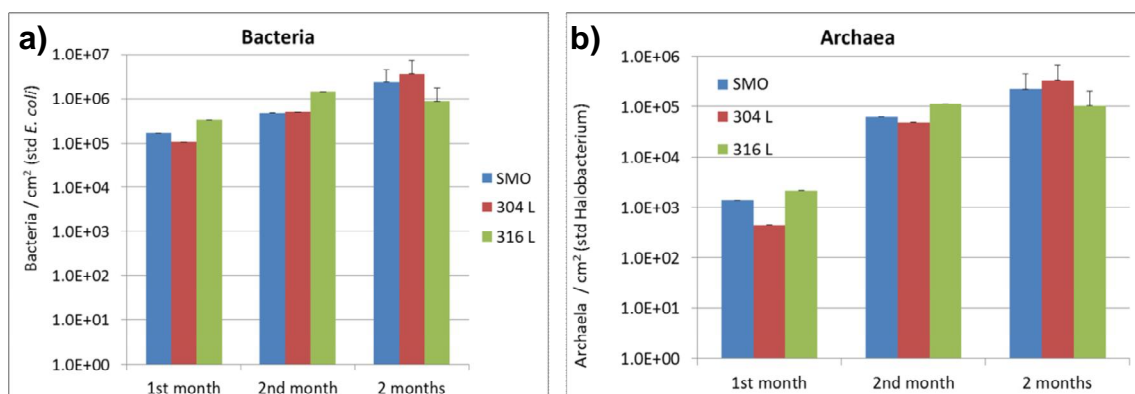 a)
Bacteria
Bacteria / cm² (std E. coli)
1.0E+07
1.0E+06
1.0E+05
1.0E+04
1.0E+03
1.0E+02
1.0E+01
1.0E+00
1st month
2nd month
2 months
SMO
304 L
316 L
b)
Archaea
Archaela / cm² (std Halobacterium)
1.0E+06
1.0E+05
1.0E+04
1.0E+03
1.0E+02
1.0E+01
1.0E+00
SMO
304 L
316 L
1st month
2nd month
2 months